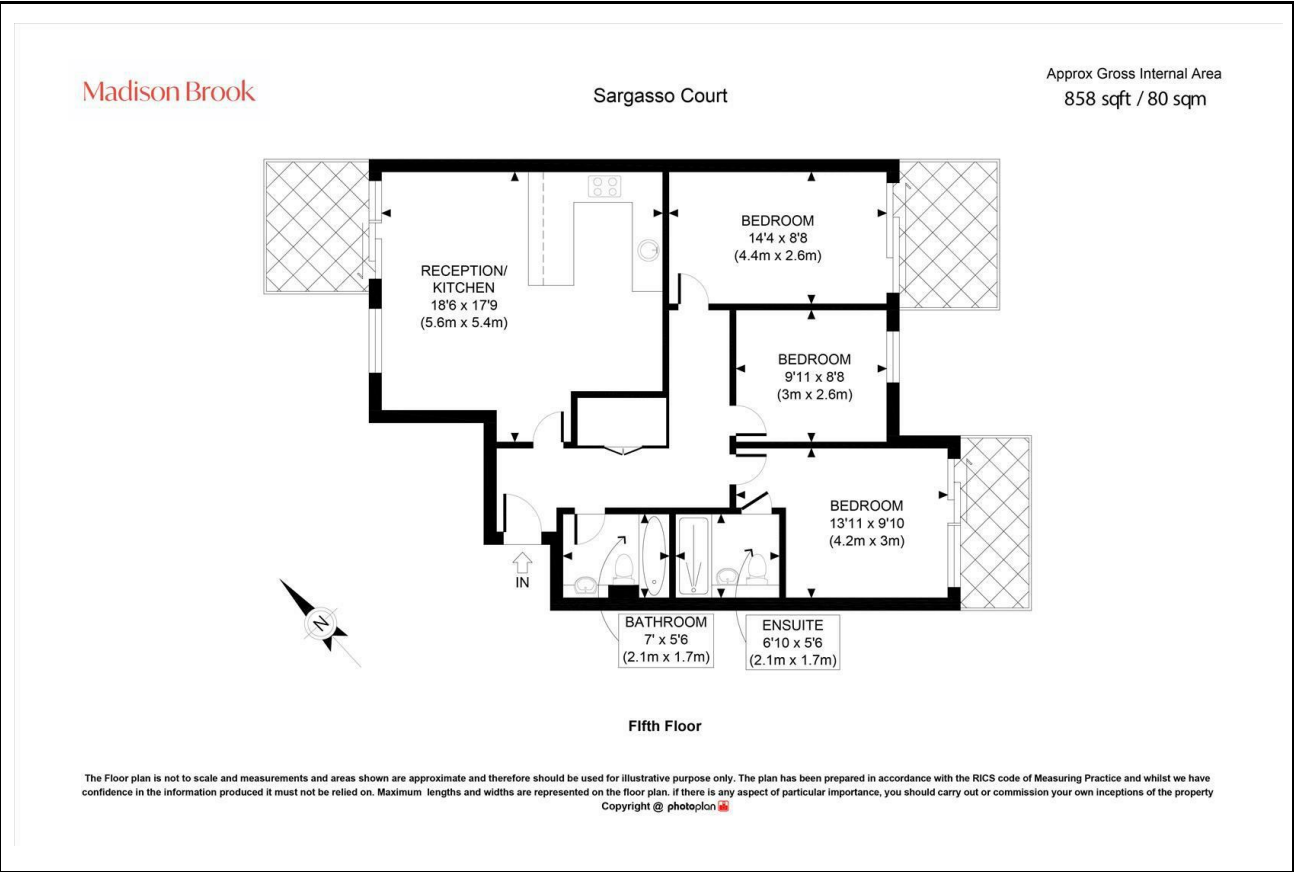 Madison Brook
Sargasso Court
Approx Gross Internal Area
858 sqft / 80 sqm
BEDROOM
14'4 x 8'8
(4.4m x 2.6m)
RECEPTION/
KITCHEN
18'6 x 17'9
(5.6m x 5.4m)
BEDROOM
9'11 x 8'8
(3m x 2.6m)
BEDROOM
13'11 x 9'10
(4.2m x 3m)
IN
N
BATHROOM
7' x 5'6
(2.1m x 1.7m)
ENSUITE
6'10 x 5'6
(2.1m x 1.7m)
FIfth Floor
The Floor plan is not to scale and measurements and areas shown are approximate and therefore should be used for illustrative purpose only. The plan has been prepared in accordance with the RICS code of Measuring Practice and whilst we have
confidence in the information produced it must not be relied on. Maximum lengths and widths are represented on the floor plan. if there is any aspect of particular importance, you should carry out or commission your own inceptions of the property
Copyright @ photoplan